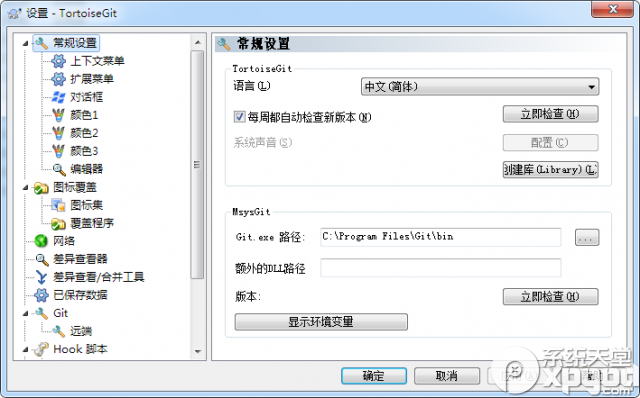 设置 - TortoiseGit
常规设置
上下文菜单
扩展菜单
对话框
颜色1
颜色2
颜色3
编辑器
图标覆盖
图标集
覆盖程序
网络
差异查看器
差异查看/合并工具
已保存数据
Git
远端
Hook 脚本
常规设置
TortoiseGit
语言(L)
中文(简体)
每周都自动检查新版本(N)
立即检查(H)
系统声音(S)
配置(C)
创建库(Library)(L)
MsysGit
Git.exe 路径:
C:\Program Files\Git\bin
...
额外的DLL路径
版本:
立即检查(H)
显示环境变量
确定
取消
系统天堂
xpgot.com